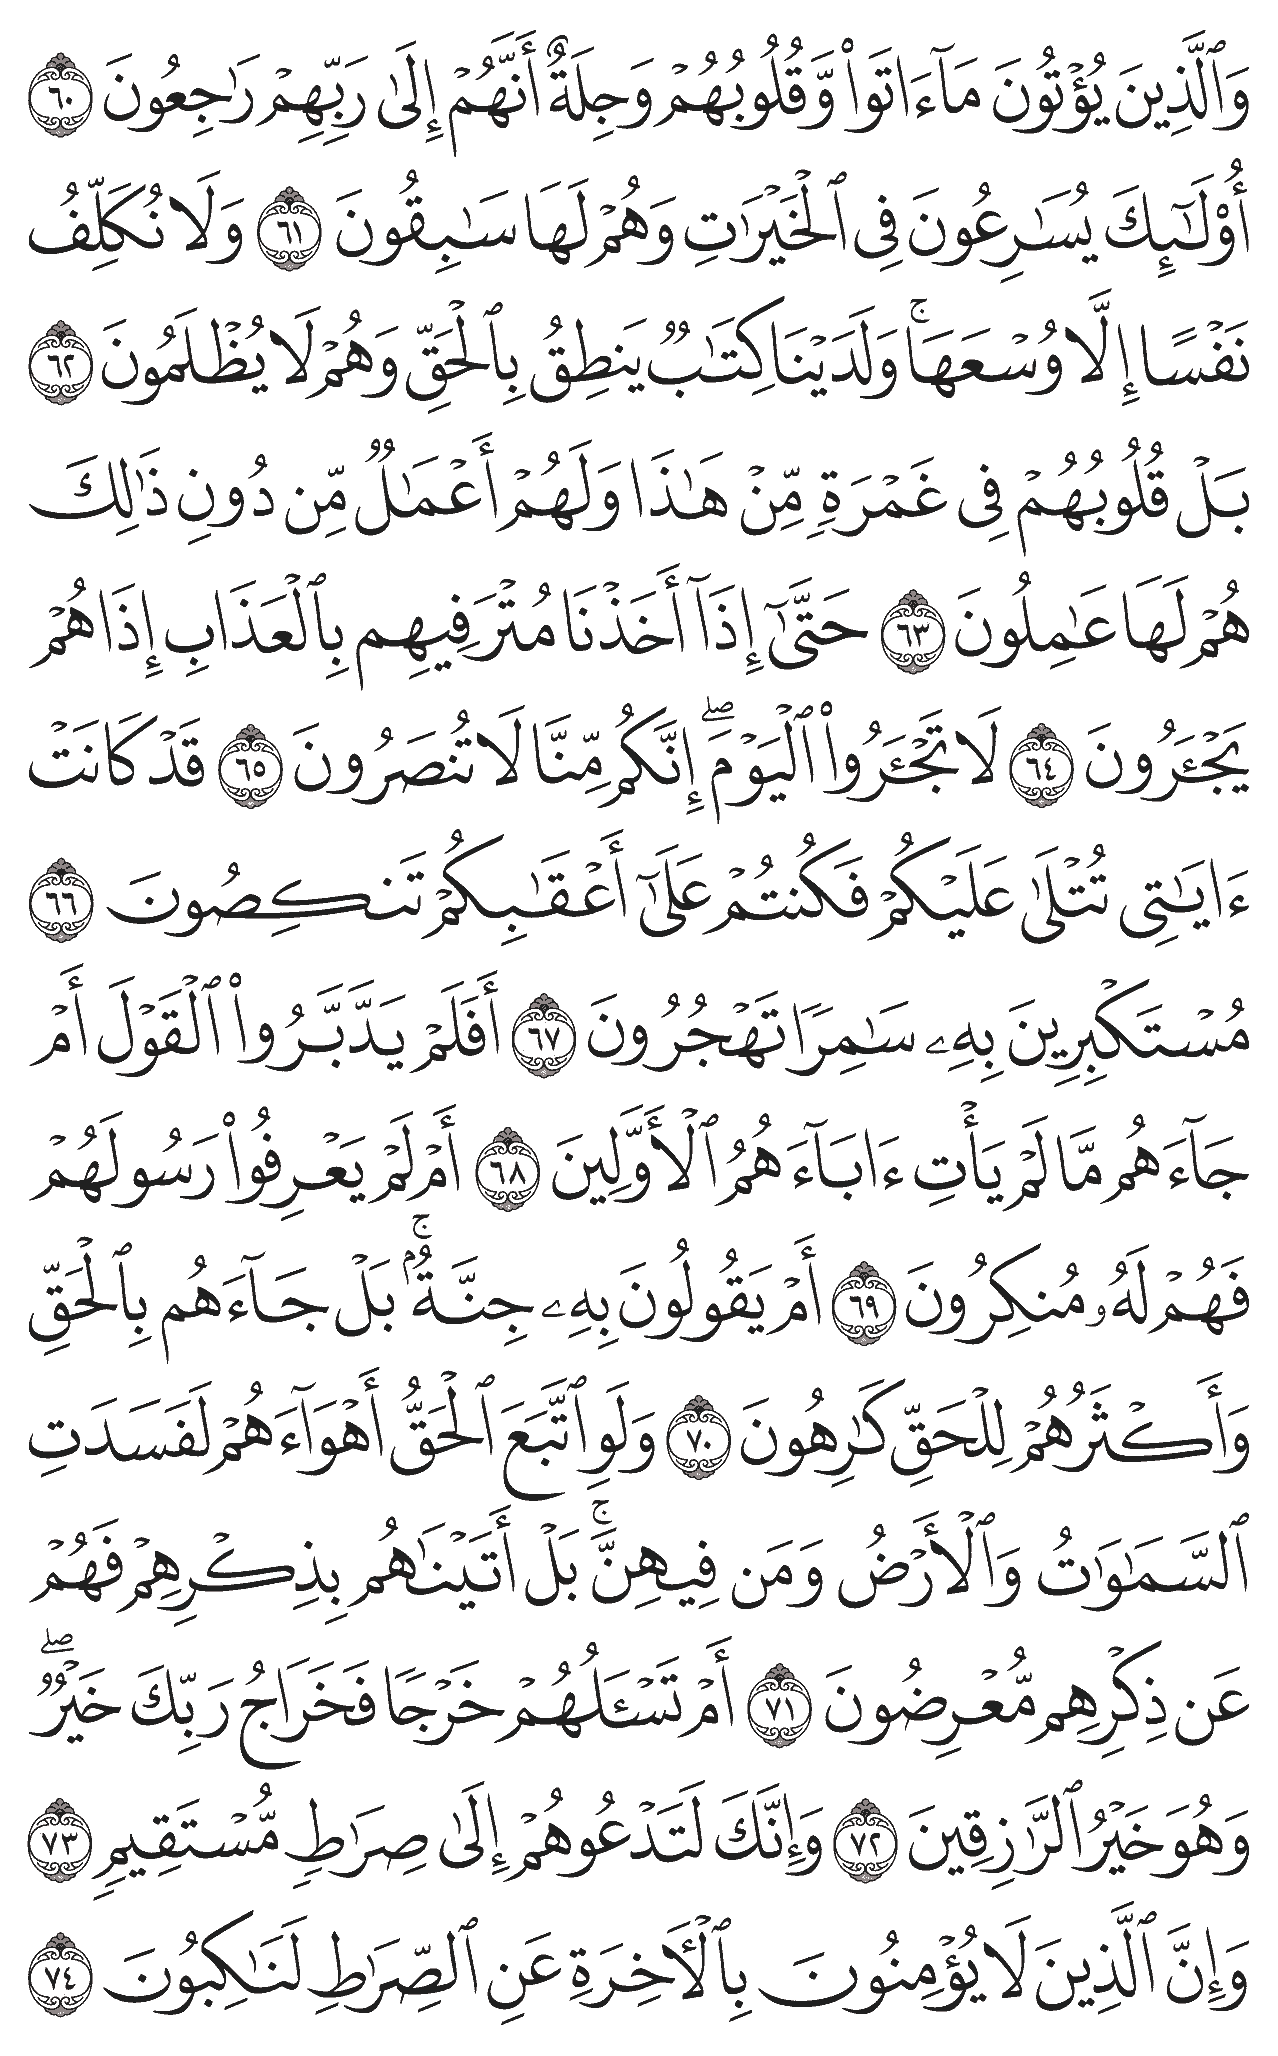 وَٱلَّذِينَ يُؤۡتُونَ مَآ ءَاتَواْ وَّقُلُوبُهُمۡ وَجِلَةٌ أَنَّهُمۡ إِلَىٰ رَبِّهِمۡ رَٰجِعُونَ ٦٠
أُوْلَٰٓئِكَ يُسَٰرِعُونَ فِي ٱلۡخَيۡرَٰتِ وَهُمۡ لَهَا سَٰبِقُونَ ٦١ وَلَا نُكَلِّفُ
نَفۡسًا إِلَّا وُسۡعَهَاۚ وَلَدَيۡنَا كِتَٰبٞ يَنطِقُ بِٱلۡحَقِّ وَهُمۡ لَا يُظۡلَمُونَ ٦٢
بَلۡ قُلُوبُهُمۡ فِي غَمۡرَةٖ مِّنۡ هَٰذَا وَلَهُمۡ أَعۡمَٰلٞ مِّن دُونِ ذَٰلِكَ
هُمۡ لَهَا عَٰمِلُونَ ٦٣ حَتَّىٰٓ إِذَآ أَخَذۡنَا مُتۡرَفِيهِم بِٱلۡعَذَابِ إِذَا هُمۡ
يَجۡـَٔرُونَ ٦٤ لَا تَجۡـَٔرُواْ ٱلۡيَوۡمَۖ إِنَّكُم مِّنَّا لَا تُنصَرُونَ ٦٥ قَدۡ كَانَتۡ
ءَايَٰتِي تُتۡلَىٰ عَلَيۡكُمۡ فَكُنتُمۡ عَلَىٰٓ أَعۡقَٰبِكُمۡ تَنكِصُونَ ٦٦
مُسۡتَكۡبِرِينَ بِهِۦ سَٰمِرٗا تَهۡجُرُونَ ٦٧ أَفَلَمۡ يَدَّبَّرُواْ ٱلۡقَوۡلَ أَمۡ
جَآءَهُم مَّا لَمۡ يَأۡتِ ءَابَآءَهُمُ ٱلۡأَوَّلِينَ ٦٨ أَمۡ لَمۡ يَعۡرِفُواْ رَسُولَهُمۡ
فَهُمۡ لَهُۥ مُنكِرُونَ ٦٩ أَمۡ يَقُولُونَ بِهِۦ جِنَّةُۢۚ بَلۡ جَآءَهُم بِٱلۡحَقِّ
وَأَكۡثَرُهُمۡ لِلۡحَقِّ كَٰرِهُونَ ٧٠ وَلَوِ ٱتَّبَعَ ٱلۡحَقُّ أَهۡوَآءَهُمۡ لَفَسَدَتِ
ٱلسَّمَٰوَٰتُ وَٱلۡأَرۡضُ وَمَن فِيهِنَّۚ بَلۡ أَتَيۡنَٰهُم بِذِكۡرِهِمۡ فَهُمۡ
عَن ذِكۡرِهِم مُّعۡرِضُونَ ٧١ أَمۡ تَسۡـَٔلُهُمۡ خَرۡجٗا فَخَرَاجُ رَبِّكَ خَيۡرٞۖ
وَهُوَ خَيۡرُ ٱلرَّٰزِقِينَ ٧٢ وَإِنَّكَ لَتَدۡعُوهُمۡ إِلَىٰ صِرَٰطٖ مُّسۡتَقِيمٖ ٧٣
وَإِنَّ ٱلَّذِينَ لَا يُؤۡمِنُونَ بِٱلۡأٓخِرَةِ عَنِ ٱلصِّرَٰطِ لَنَٰكِبُونَ ٧٤